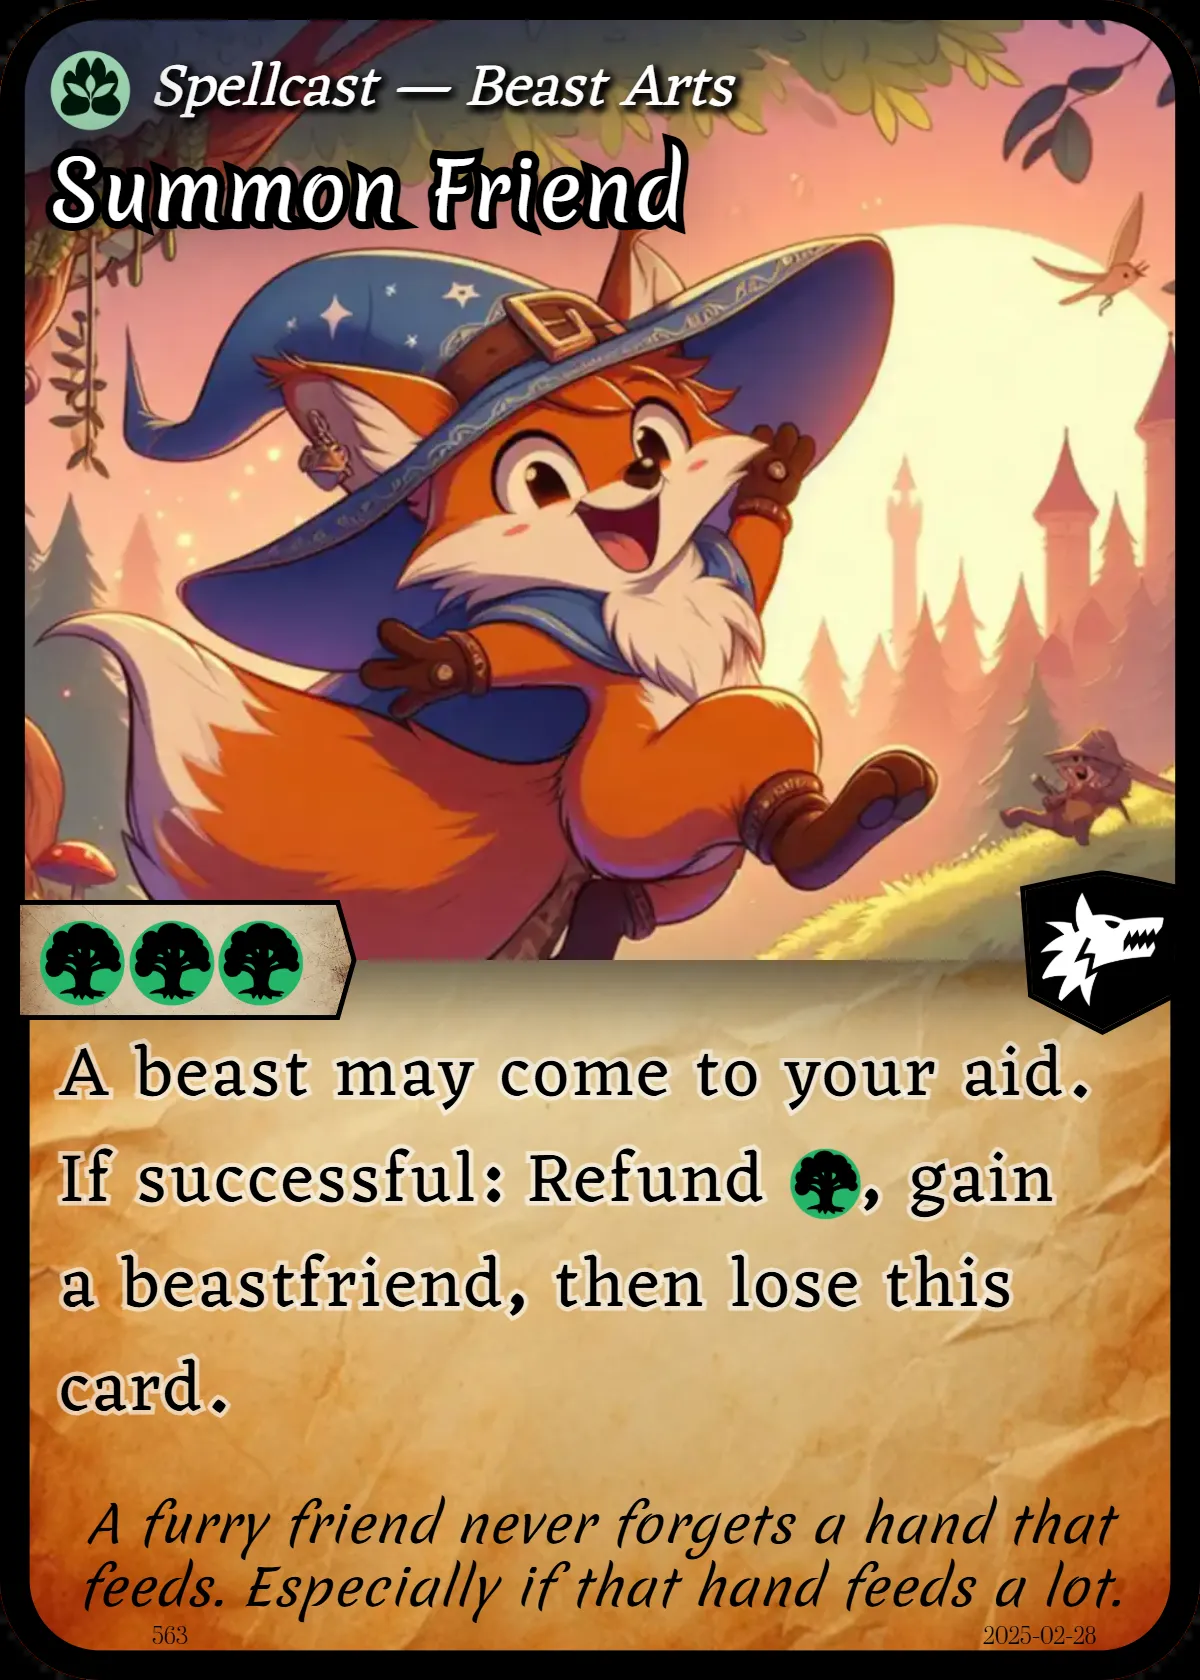 Spellcast — Beast Arts
Summon Friend
A beast may come to your aid.
If successful: Refund , gain
a beastfriend, then lose this
card.
A furry friend never forgets a hand that
feeds. Especially if that hand feeds a lot.
563
2025-02-28